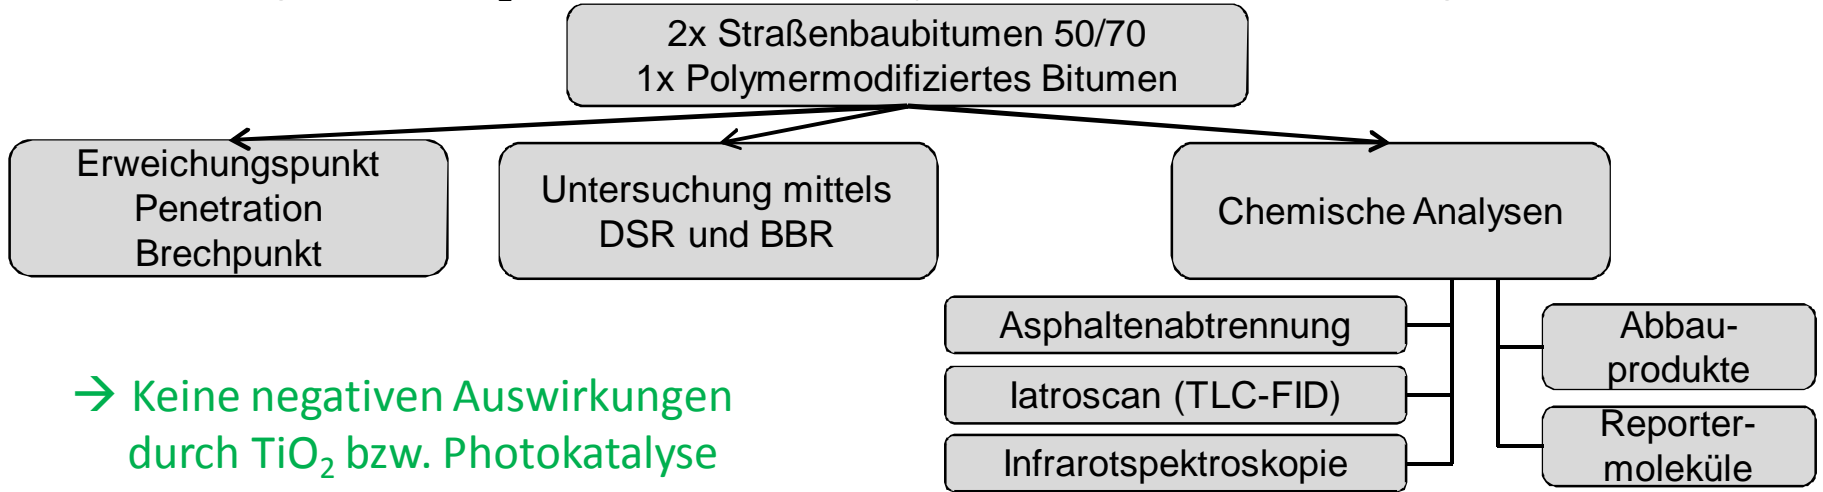 2x Straßenbaubitumen 50/70
1x Polymermodifiziertes Bitumen
Erweichungspunkt
Penetration
Brechpunkt
Untersuchung mittels
DSR und BBR
Chemische Analysen
Asphaltenabtrennung
Iatroscan (TLC-FID)
Infrarotspektroskopie
Abbau-
produkte
Reporter-
moleküle
→ Keine negativen Auswirkungen
durch TiO₂ bzw. Photokatalyse